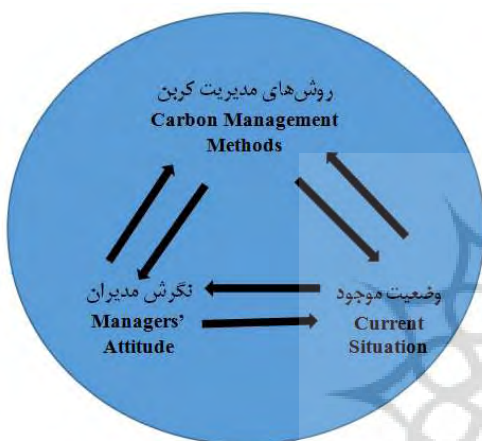 روش‌های مدیریت کربن
Carbon Management
Methods
نگرش مدیران
Managers’
Attitude
وضعیت موجود
Current
Situation